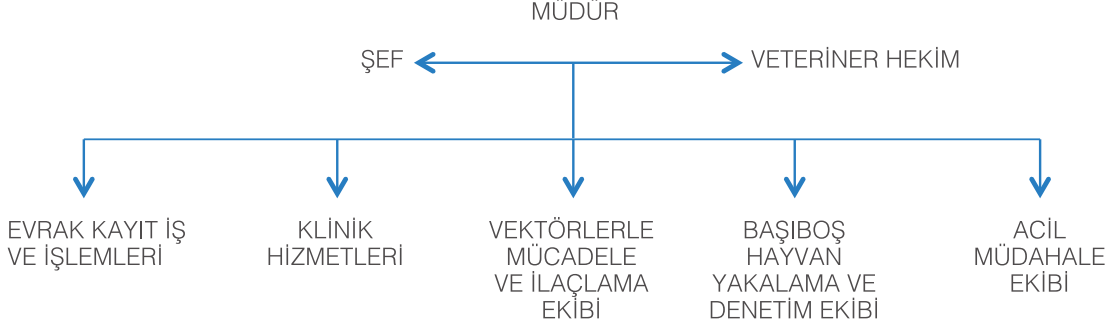 MÜDÜR
ŞEF
VETERİNER HEKİM
EVRAK KAYIT İŞ
VE İŞLEMLERİ
KLİNİK
HİZMETLERİ
VEKTÖRLERLE
MÜCADELE
VE İLAÇLAMA
EKİBİ
BAŞIBOŞ
HAYVAN
YAKALAMA VE
DENETİM EKİBİ
ACİL
MÜDAHALE
EKİBİ